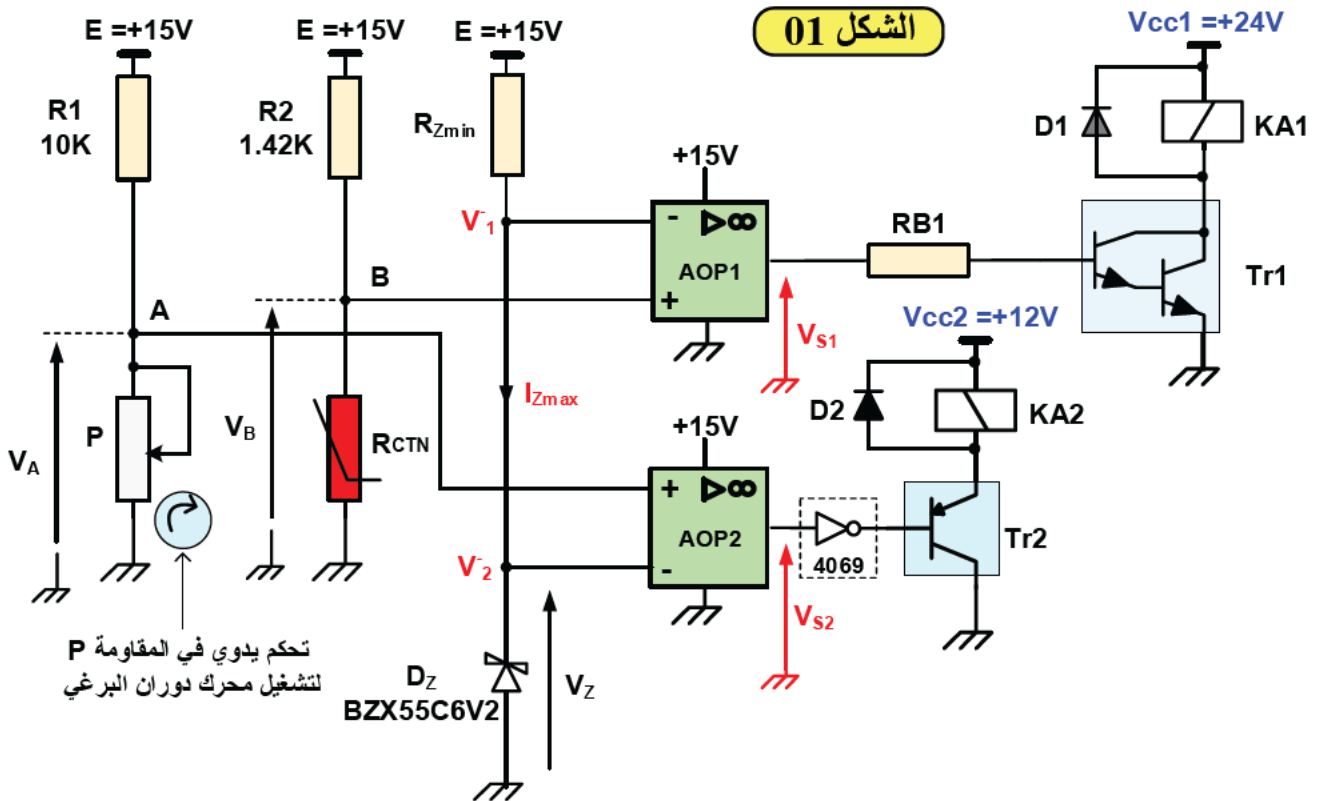 الشكل 01
E =+15V
E =+15V
E =+15V
Vcc1 =+24V
R1
10K
R2
1.42K
RZmin
D1
KA1
+15V
V-1
- ▷∞
AOP1
+
RB1
Tr1
B
A
VS1
Vcc2 =+12V
IZmax
D2
KA2
P
VA
VB
RCTN
+15V
+ ▷∞
AOP2
-
4069
Tr2
V-2
VS2
تحكم يدوي في المقاومة P
لتشغيل محرك دوران البرغي
DZ
BZX55C6V2
VZ